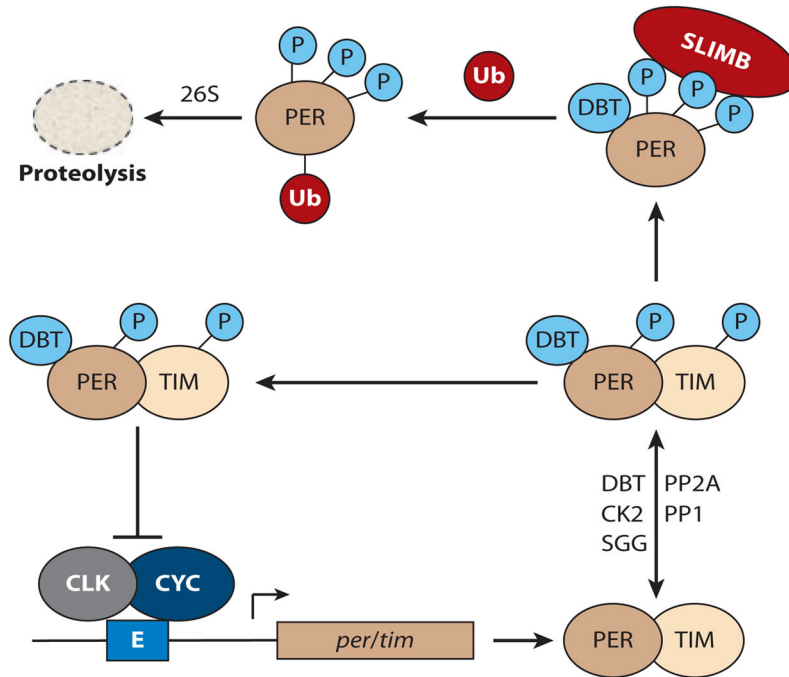 P
P
P
26S
PER
Ub
Proteolysis
Ub
SLIMB
DBT
P
P
P
PER
DBT
P
P
PER
TIM
DBT
P
P
PER
TIM
DBT
PP2A
CK2
PP1
SGG
CLK
CYC
E
per/tim
PER
TIM